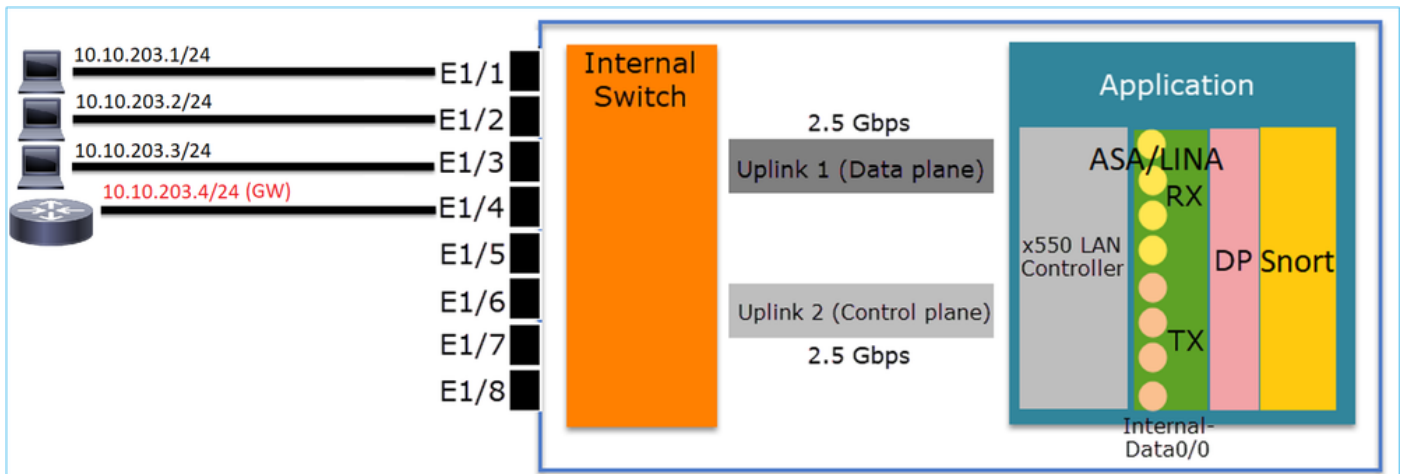 10.10.203.1/24
10.10.203.2/24
10.10.203.3/24
10.10.203.4/24 (GW)
E1/1
E1/2
E1/3
E1/4
E1/5
E1/6
E1/7
E1/8
Internal
Switch
2.5 Gbps
Uplink 1 (Data plane)
Uplink 2 (Control plane)
2.5 Gbps
Application
x550 LAN
Controller
ASA/LINA
RX
TX
DP
Snort
Internal-
Data0/0